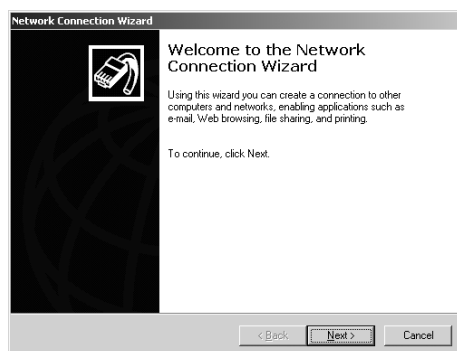 Network Connection Wizard
Welcome to the Network
Connection Wizard
Using this wizard you can create a connection to other
computers and networks, enabling applications such as
e-mail, Web browsing, file sharing, and printing.
To continue, click Next.
< Back Next > Cancel